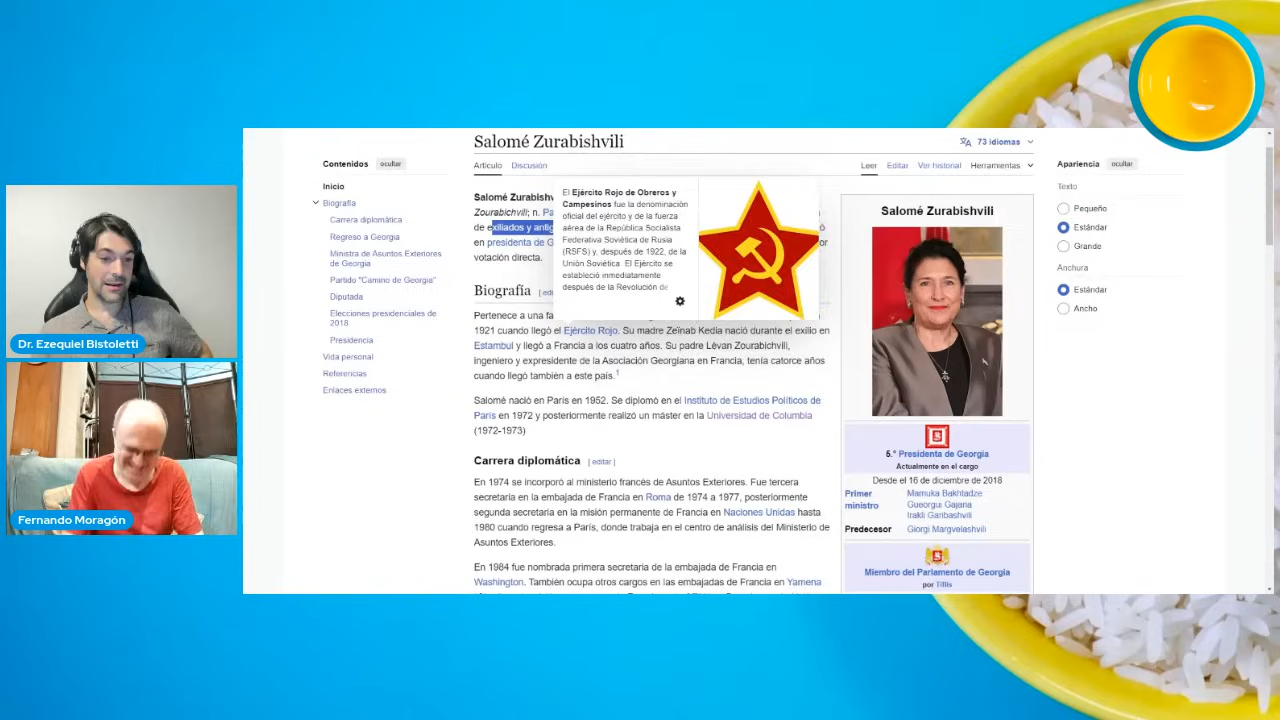 Salomé Zurabishvili
73 idiomas
Contenidos
ocultar
Artículo
Discusión
Leer
Editar
Ver historial
Herramientas
Apariencia
ocultar
Inicio
Biografía
Carrera diplomática
Regreso a Georgia
Ministra de Asuntos Exteriores
de Georgia
Partido "Camino de Georgia"
Diputada
Elecciones presidenciales de
2018
Presidencia
Vida personal
Referencias
Enlaces externos
Salomé Zurabishv
Zourabichvili; n. Pa
de exiliados y antig
en presidenta de G
votación directa.
El Ejército Rojo de Obreros y
Campesinos fue la denominación
oficial del ejército y de la fuerza
aérea de la República Socialista
Federativa Soviética de Rusia
(RSFS) y, después de 1922, de la
Unión Soviética. El Ejército se
estableció inmediatamente
después de la Revolución de
Biografía [ edi
Pertenece a una fa
1921 cuando llegó el Ejército Rojo. Su madre Zeïnab Kedia nació durante el exilio en
Estambul y llegó a Francia a los cuatro años. Su padre Lévan Zourabichvili,
ingeniero y expresidente de la Asociación Georgiana en Francia, tenía catorce años
cuando llegó también a este país.1
Salomé nació en París en 1952. Se diplomó en el Instituto de Estudios Políticos de
París en 1972 y posteriormente realizó un máster en la Universidad de Columbia
(1972-1973)
Carrera diplomática [ editar ]
En 1974 se incorporó al ministerio francés de Asuntos Exteriores. Fue tercera
secretaria en la embajada de Francia en Roma de 1974 a 1977, posteriormente
segunda secretaria en la misión permanente de Francia en Naciones Unidas hasta
1980 cuando regresa a París, donde trabaja en el centro de análisis del Ministerio de
Asuntos Exteriores.
En 1984 fue nombrada primera secretaria de la embajada de Francia en
Washington. También ocupa otros cargos en las embajadas de Francia en Yamena
Salomé Zurabishvili
5.° Presidenta de Georgia
Actualmente en el cargo
Desde el 16 de diciembre de 2018
Primer
ministro
Mamuka Bakhtadze
Gueorgui Gajaria
Irakli Garibashvili
Predecesor
Giorgi Margvelashvili
Miembro del Parlamento de Georgia
por Tiflis
Texto
Pequeño
Estándar
Grande
Anchura
Estándar
Ancho
Dr. Ezequiel Bistoletti
Fernando Moragón